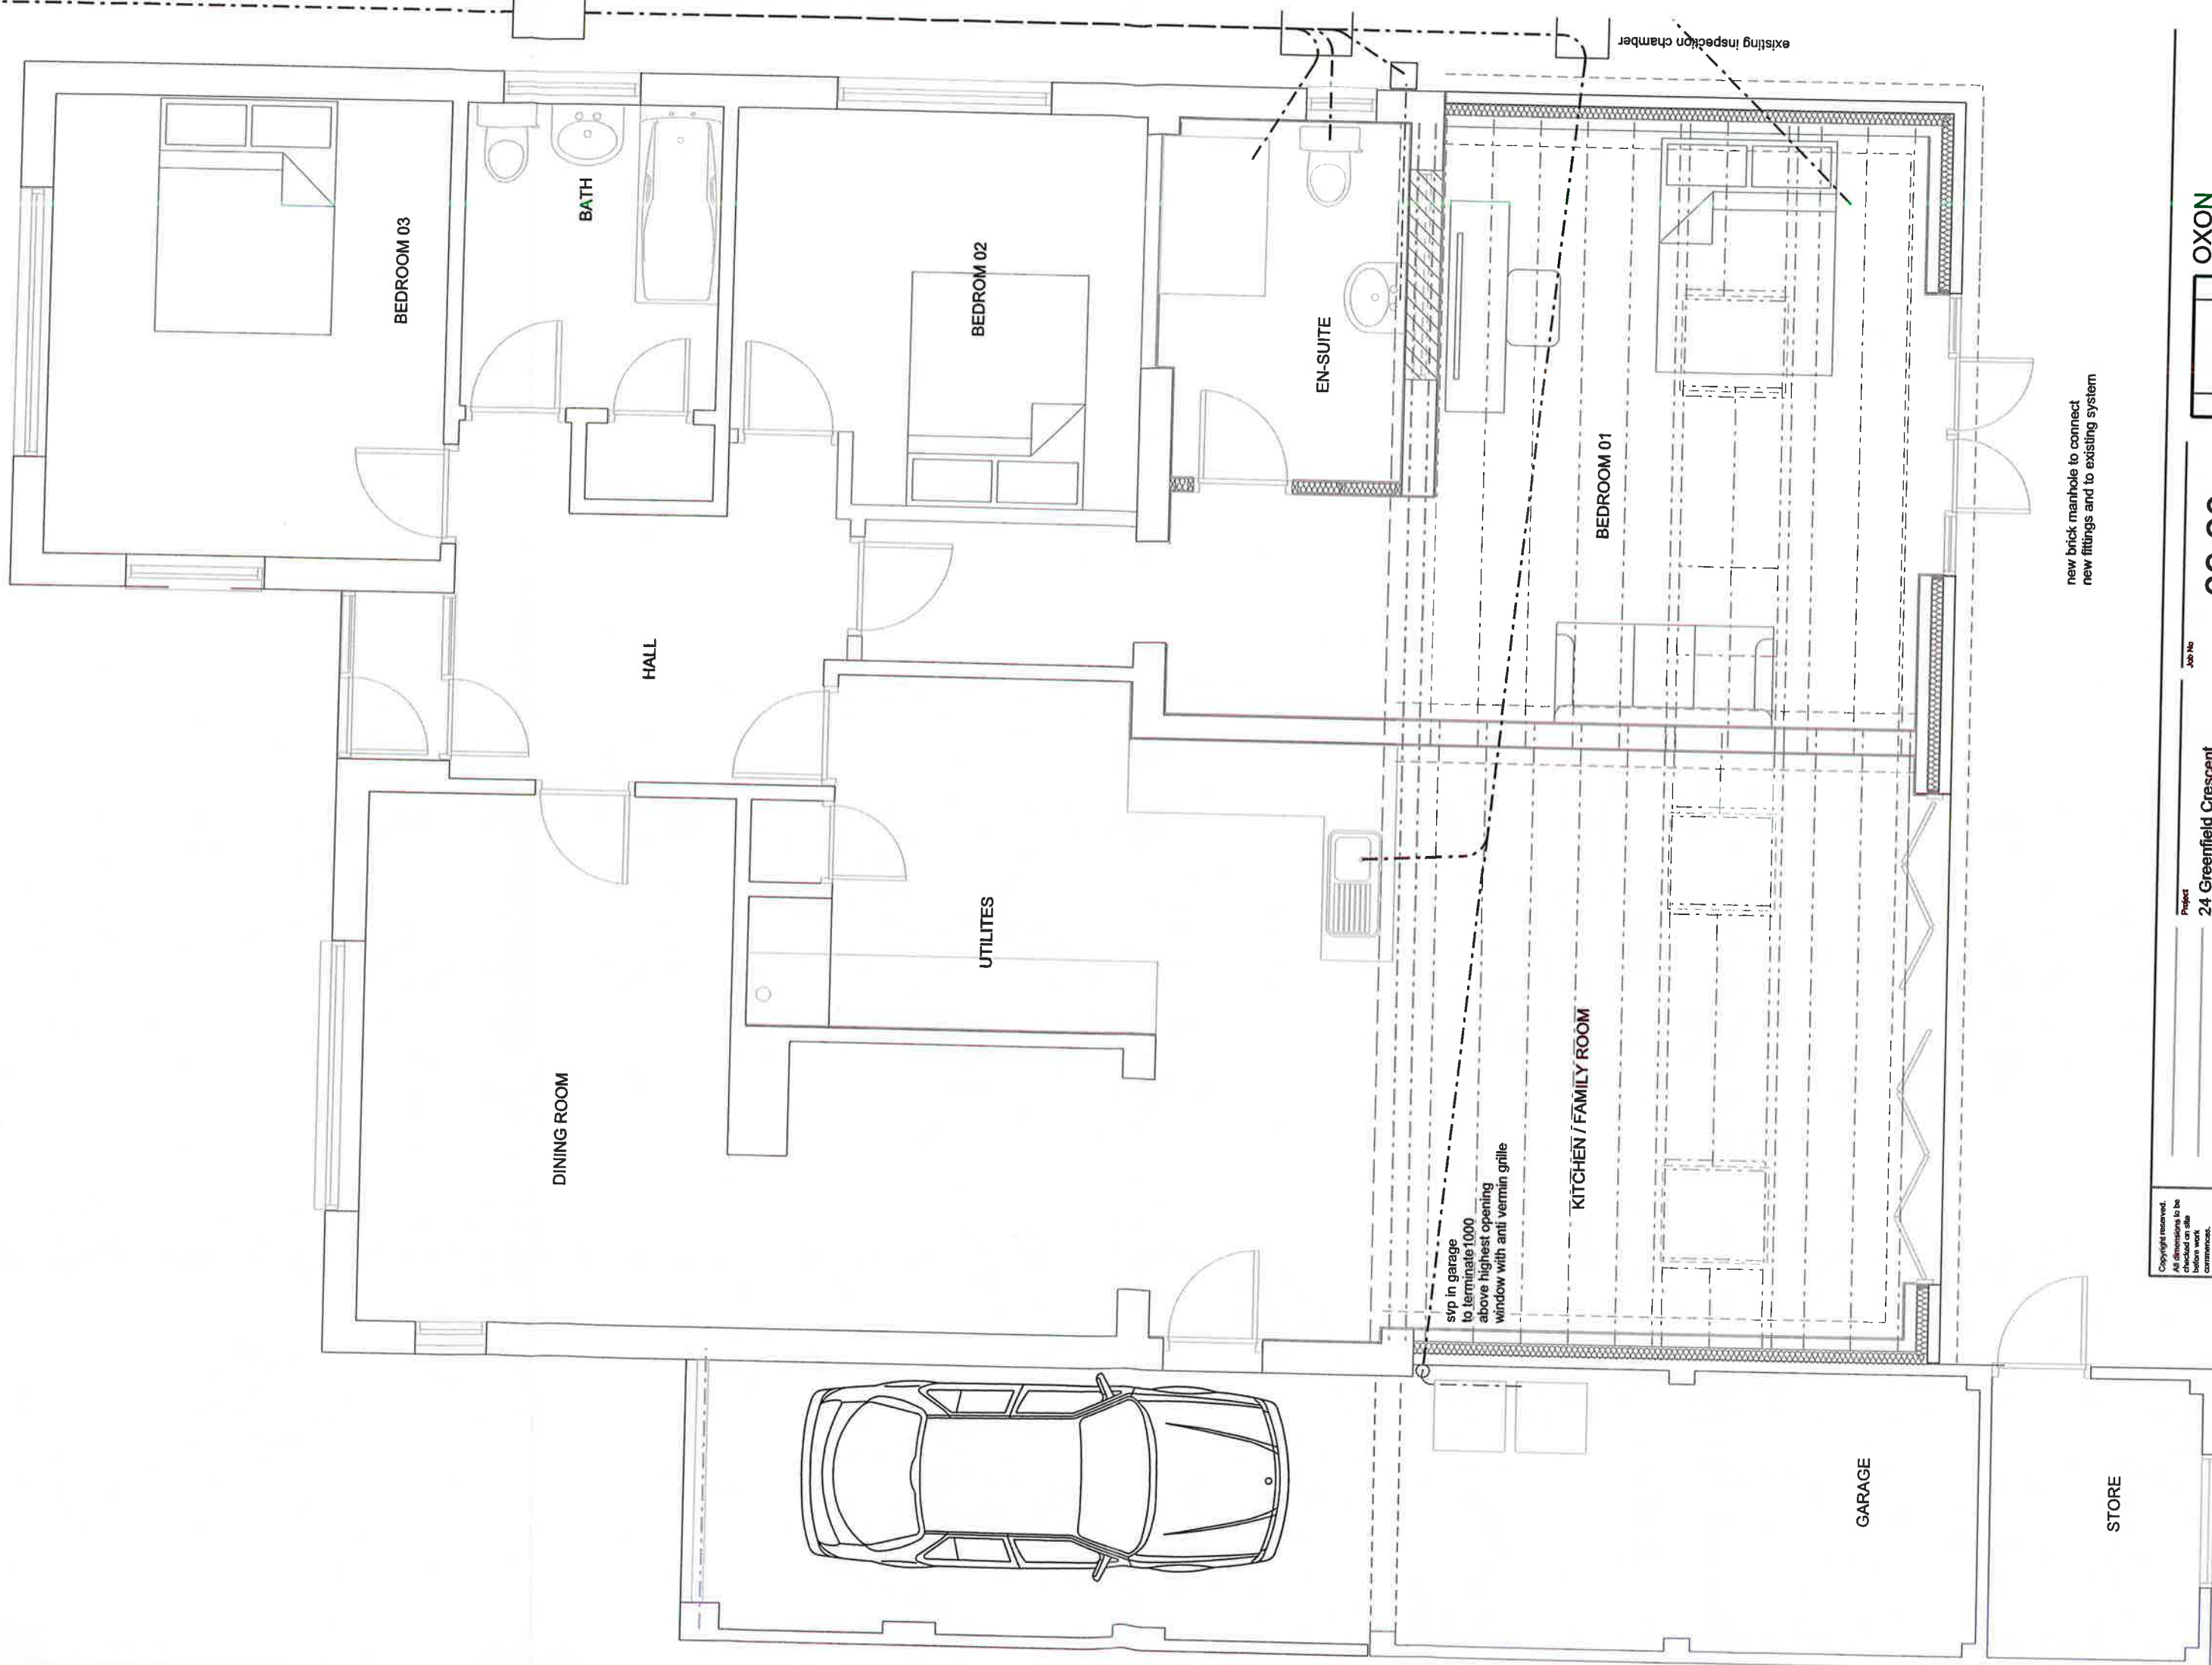 BEDROOM 03
BATH
BEDROOM 02
EN-SUITE
BEDROOM 01
existing inspection chamber
HALL
UTILITES
DINING ROOM
KITCHEN / FAMILY ROOM
svp in garage
to terminate1000
above highest opening
window with anti vermin grille
GARAGE
STORE
new brick manhole to connect
new fittings and to existing system
Copyright reserved.
All dimensions to be
checked on site
before work
commences.
Project
24 Greenfield Crescent
Job No
OXON